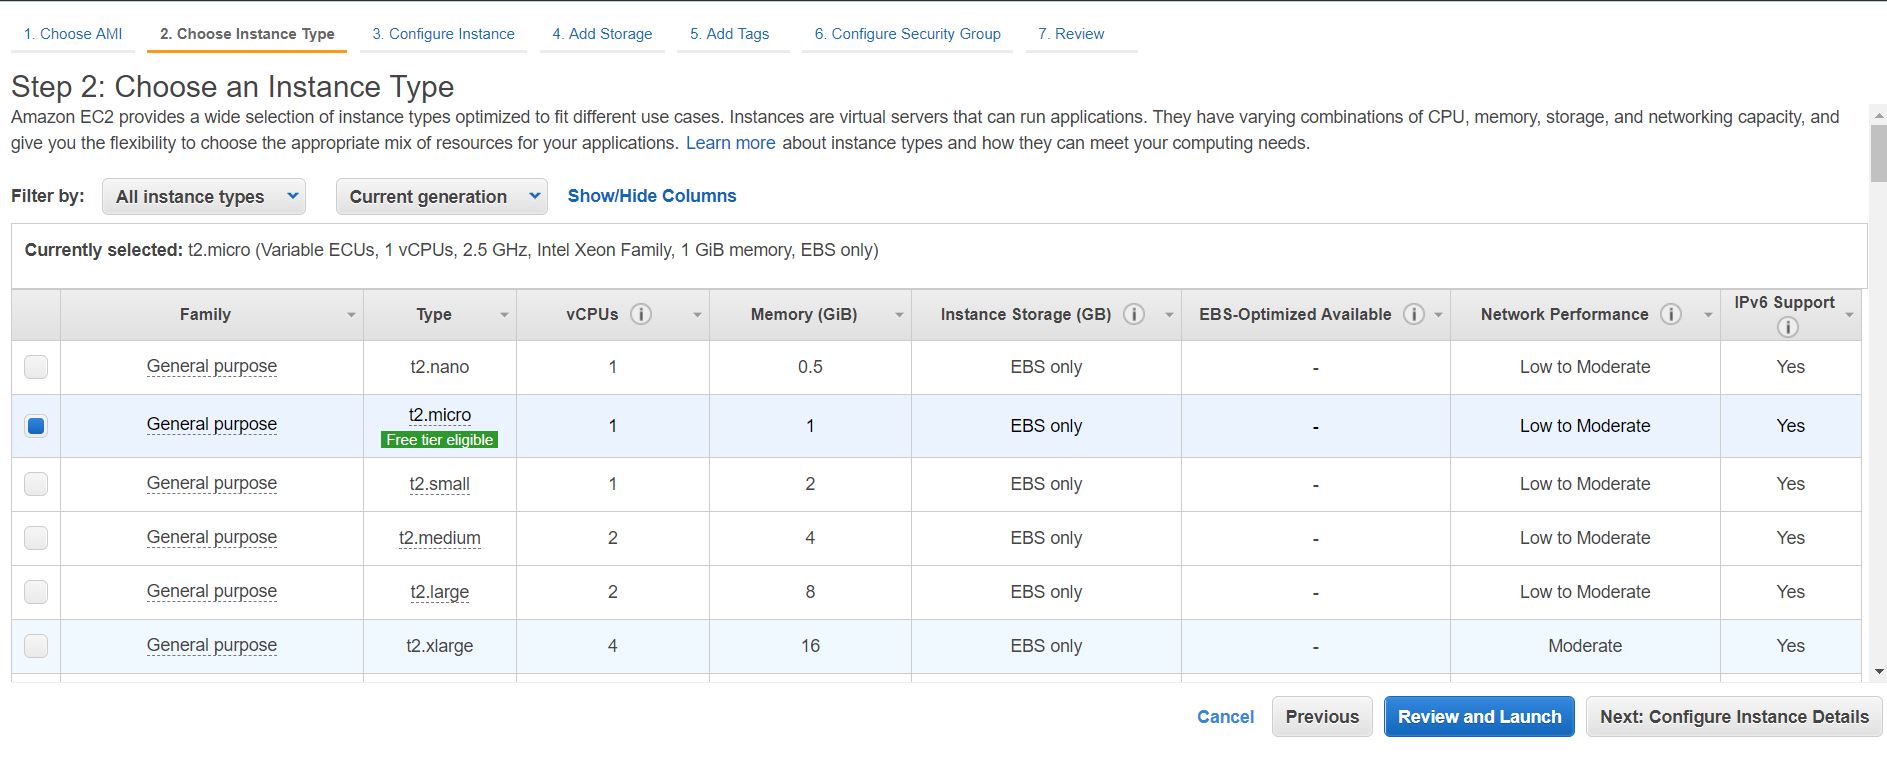 1. Choose AMI 2. Choose Instance Type 3. Configure Instance 4. Add Storage 5. Add Tags 6. Configure Security Group 7. Review
Step 2: Choose an Instance Type
Amazon EC2 provides a wide selection of instance types optimized to fit different use cases. Instances are virtual servers that can run applications. They have varying combinations of CPU, memory, storage, and networking capacity, and
give you the flexibility to choose the appropriate mix of resources for your applications. Learn more about instance types and how they can meet your computing needs.
Filter by: All instance types Current generation Show/Hide Columns
Currently selected: t2.micro (Variable ECUs, 1 vCPUs, 2.5 GHz, Intel Xeon Family, 1 GiB memory, EBS only)
Family Type vCPUs i Memory (GiB) Instance Storage (GB) i EBS-Optimized Available i Network Performance i IPv6 Support i
General purpose t2.nano 1 0.5 EBS only - Low to Moderate Yes
General purpose t2.micro 1 1 EBS only - Low to Moderate Yes
Free tier eligible
General purpose t2.small 1 2 EBS only - Low to Moderate Yes
General purpose t2.medium 2 4 EBS only - Low to Moderate Yes
General purpose t2.large 2 8 EBS only - Low to Moderate Yes
General purpose t2.xlarge 4 16 EBS only - Moderate Yes
Cancel Previous Review and Launch Next: Configure Instance Details